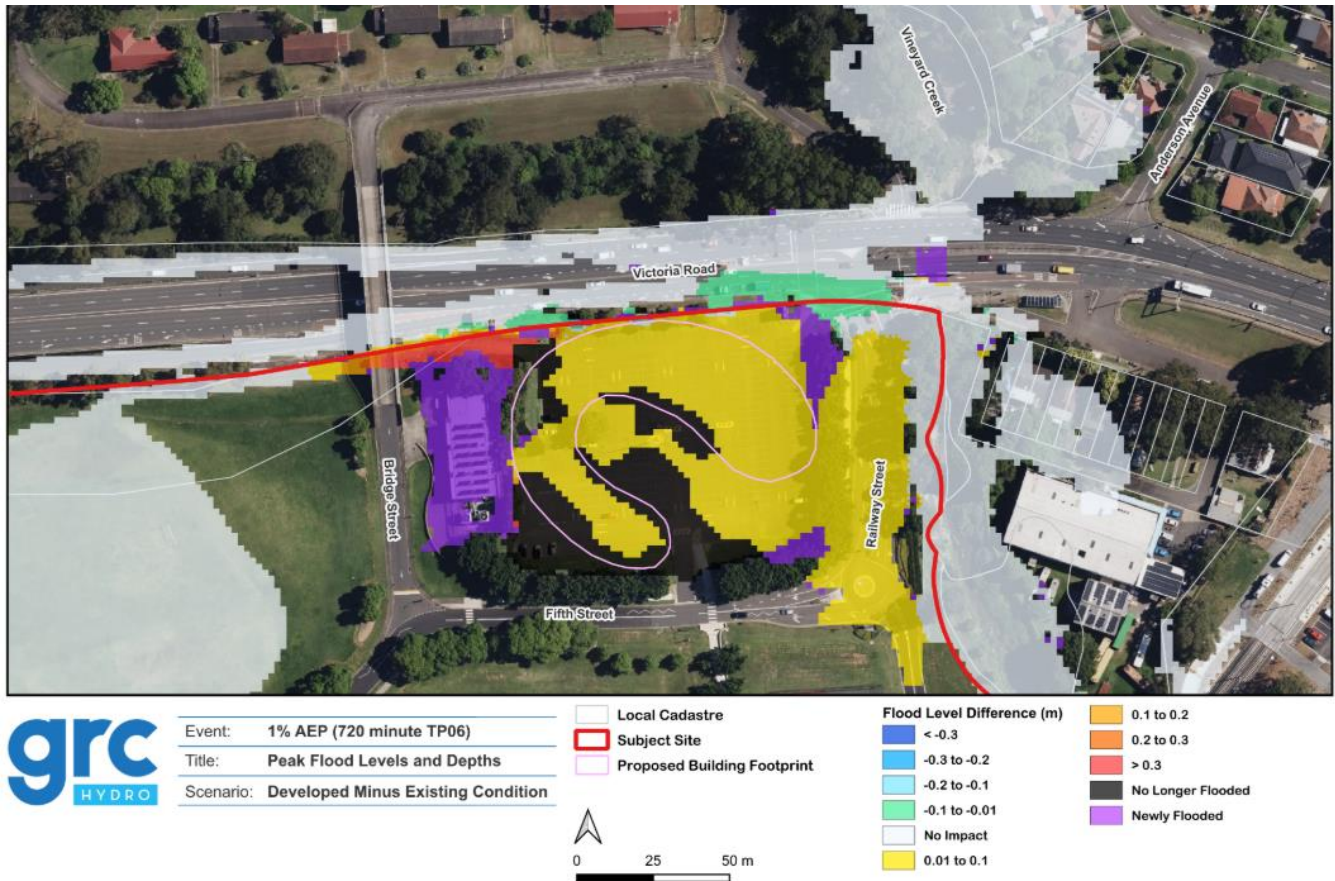 Vineyard Creek
Anderson Avenue
Victoria Road
Bridge Street
Railway Street
Fifth Street
grc
HYDRO
Event: 1% AEP (720 minute TP06)
Title: Peak Flood Levels and Depths
Scenario: Developed Minus Existing Condition
Local Cadastre
Subject Site
Proposed Building Footprint
0 25 50 m
Flood Level Difference (m)
< -0.3
-0.3 to -0.2
-0.2 to -0.1
-0.1 to -0.01
No Impact
0.01 to 0.1
0.1 to 0.2
0.2 to 0.3
> 0.3
No Longer Flooded
Newly Flooded